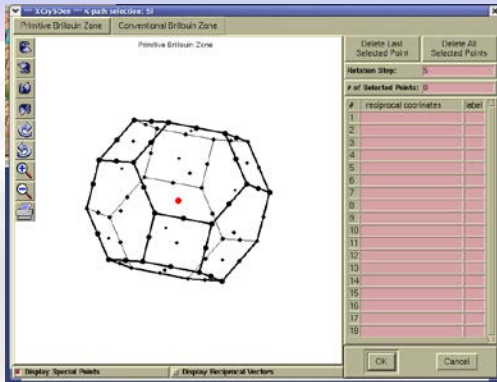 *** XCrySDen *** k-path selection; Si
Primitive Brillouin Zone
Conventional Brillouin Zone
Primitive Brillouin Zone
Delete Last
Selected Point
Delete All
Selected Points
Rotation Step: 5
# of Selected Points: 0
# reciprocal coorinates label
1
2
3
4
5
6
7
8
9
10
11
12
13
14
15
16
17
18
Display Special Points
Display Reciprocal Vectors
OK
Cancel